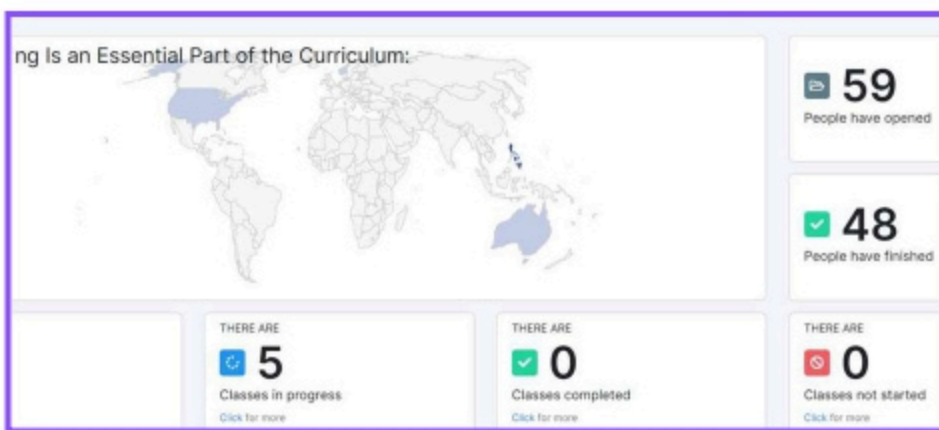 ng Is an Essential Part of the Curriculum:
59
People have opened
48
People have finished
THERE ARE
5
Classes in progress
Click for more
THERE ARE
0
Classes completed
Click for more
THERE ARE
0
Classes not started
Click for more